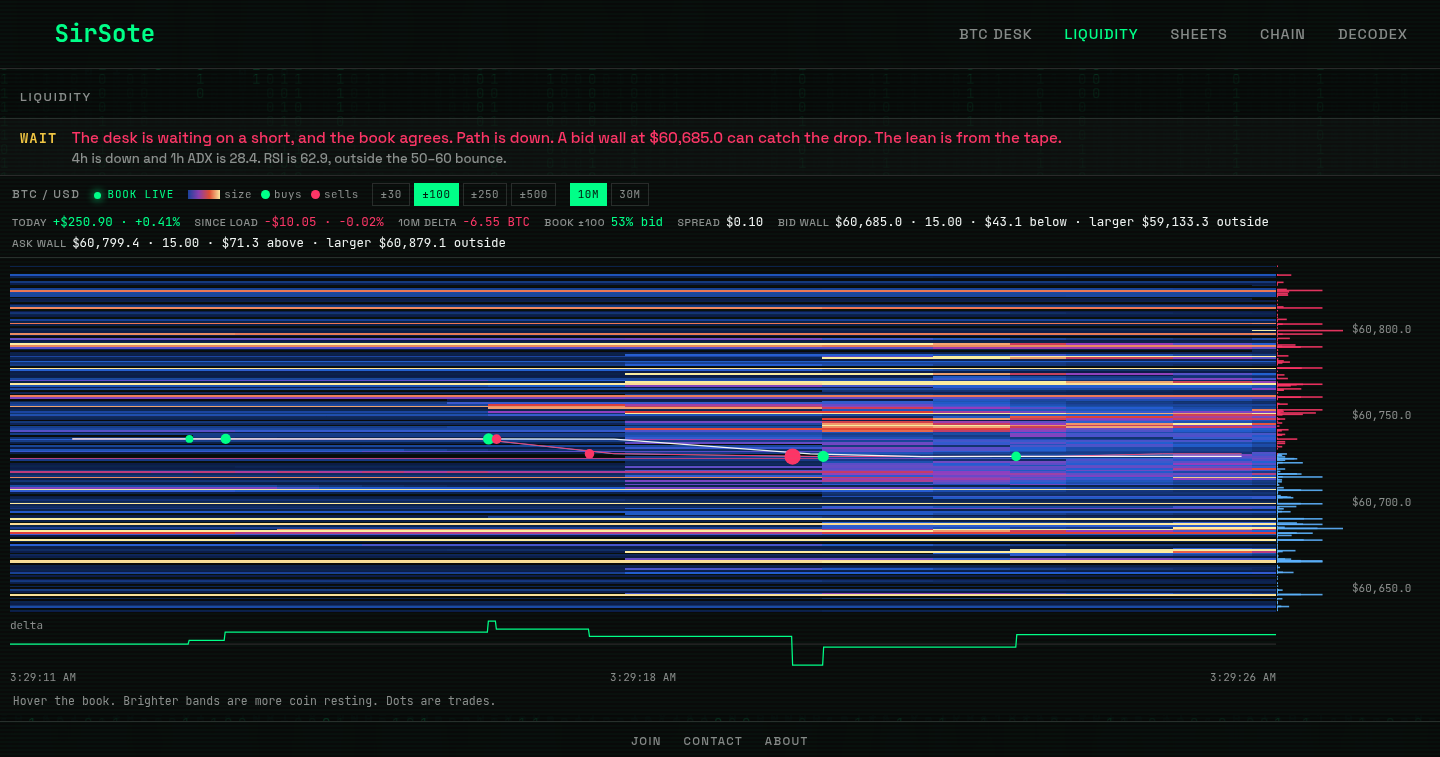 SirSote
BTC DESK LIQUIDITY SHEETS CHAIN DECODEX
LIQUIDITY
WAIT The desk is waiting on a short, and the book agrees. Path is down. A bid wall at $60,685.0 can catch the drop. The lean is from the tape.
4h is down and 1h ADX is 28.4. RSI is 62.9, outside the 50–60 bounce.
BTC / USD BOOK LIVE size buys sells ±30 ±100 ±250 ±500 10M 30M
TODAY +$250.90 · +0.41% SINCE LOAD -$10.05 · -0.02% 10M DELTA -6.55 BTC BOOK ±100 53% bid SPREAD $0.10 BID WALL $60,685.0 · 15.00 · $43.1 below · larger $59,133.3 outside
ASK WALL $60,799.4 · 15.00 · $71.3 above · larger $60,879.1 outside
$60,800.0
$60,750.0
$60,700.0
$60,650.0
delta
3:29:11 AM 3:29:18 AM 3:29:26 AM
Hover the book. Brighter bands are more coin resting. Dots are trades.
JOIN CONTACT ABOUT